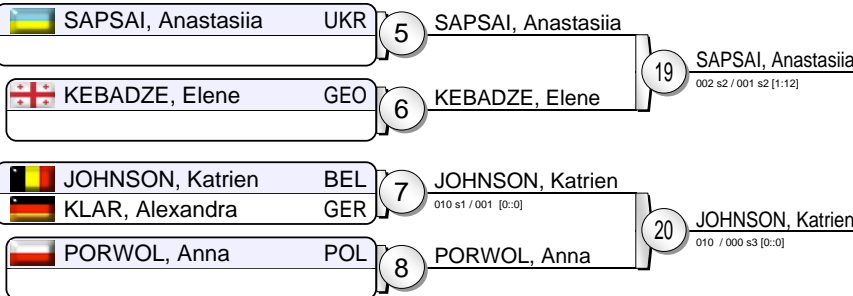 SAPSAI, Anastasiia UKR
5
SAPSAI, Anastasiia
19
SAPSAI, Anastasiia
002 s2 / 001 s2 [1:12]
KEBADZE, Elene GEO
6
KEBADZE, Elene
JOHNSON, Katrien BEL
KLAR, Alexandra GER
7
JOHNSON, Katrien
010 s1 / 001 [0::0]
20
JOHNSON, Katrien
010 / 000 s3 [0::0]
PORWOL, Anna POL
8
PORWOL, Anna